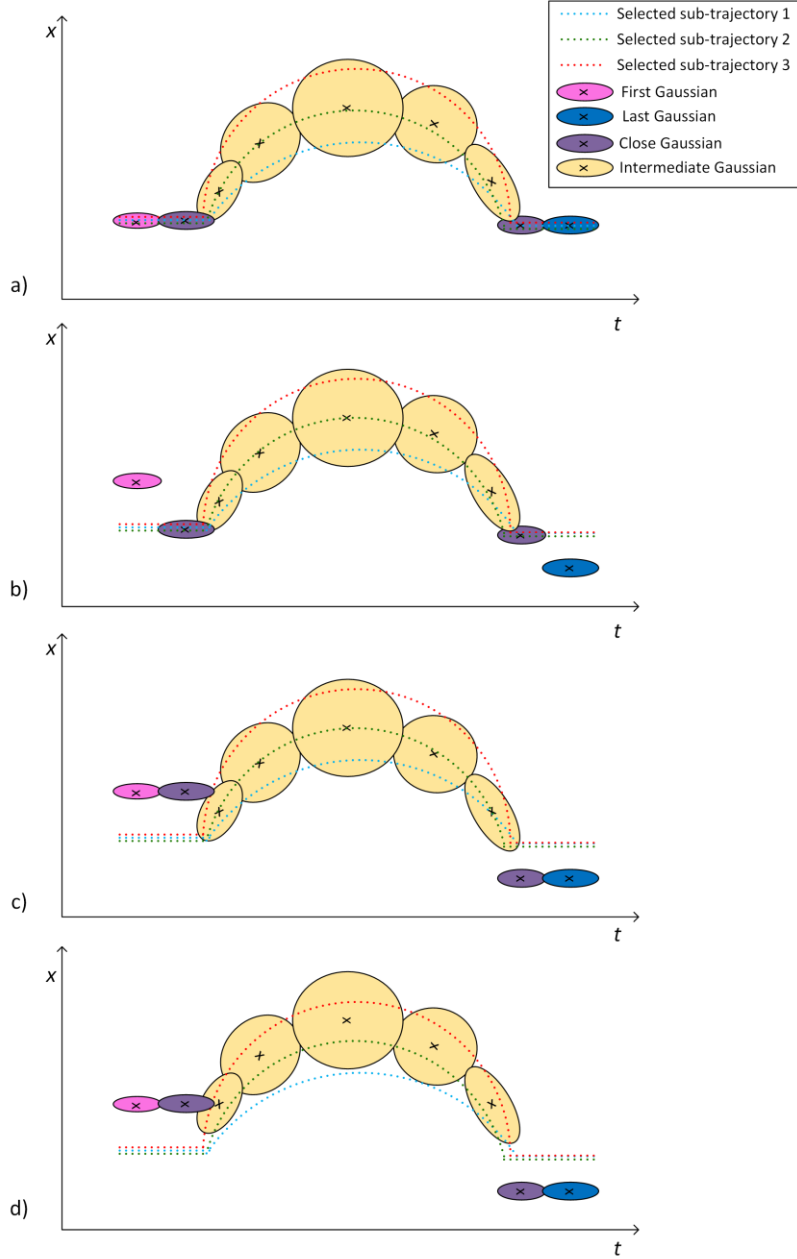 x
Selected sub-trajectory 1
Selected sub-trajectory 2
Selected sub-trajectory 3
First Gaussian
Last Gaussian
Close Gaussian
Intermediate Gaussian
a)
t
x
b)
t
x
c)
t
x
d)
t